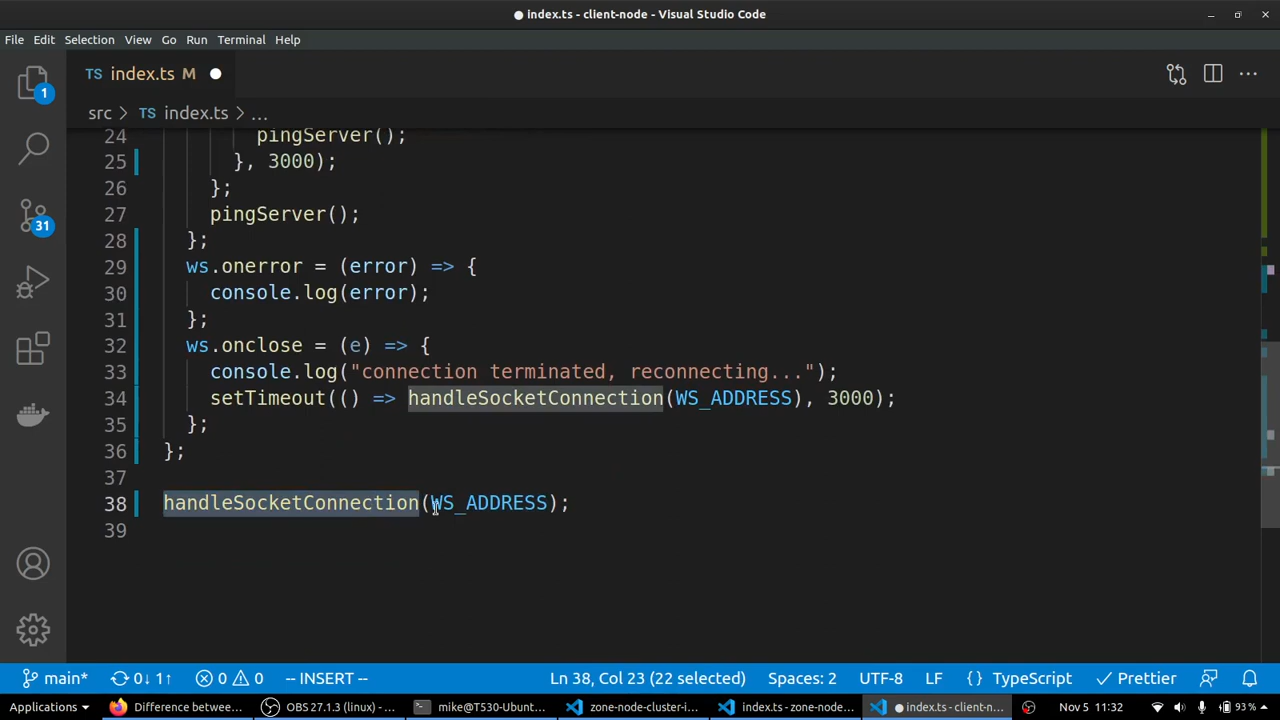 ● index.ts - client-node - Visual Studio Code
File Edit Selection View Go Run Terminal Help
TS index.ts M ●
src > TS index.ts > ...
24 pingServer();
25 }, 3000);
26 };
27 pingServer();
28 };
29 ws.onerror = (error) => {
30 console.log(error);
31 };
32 ws.onclose = (e) => {
33 console.log("connection terminated, reconnecting...");
34 setTimeout(() => handleSocketConnection(WS_ADDRESS), 3000);
35 };
36 };
37
38 handleSocketConnection(WS_ADDRESS);
39
1
31
main* 0↓ 1↑ 0 0 -- INSERT -- Ln 38, Col 23 (22 selected) Spaces: 2 UTF-8 LF {} TypeScript ✓ Prettier
Applications Difference betwee... OBS 27.1.3 (linux) - ... mike@T530-Ubunt... zone-node-cluster-i... index.ts - zone-node... ● index.ts - client-n... Nov 5 11:32 93 %